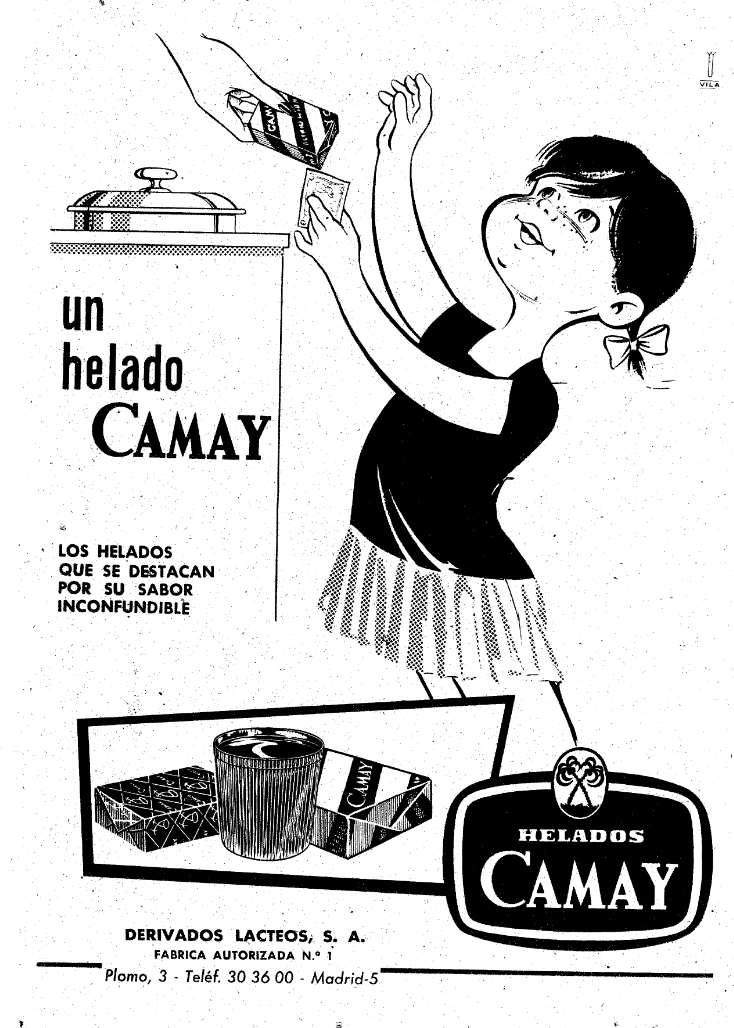 VILA
CAMAY
un
helado
CAMAY
LOS HELADOS
QUE SE DESTACAN
POR SU SABOR
INCONFUNDIBLE
CAMAY
HELADOS
CAMAY
DERIVADOS LACTEOS, S. A.
FABRICA AUTORIZADA N.º 1
Plomo, 3 - Teléf. 30 36 00 - Madrid-5